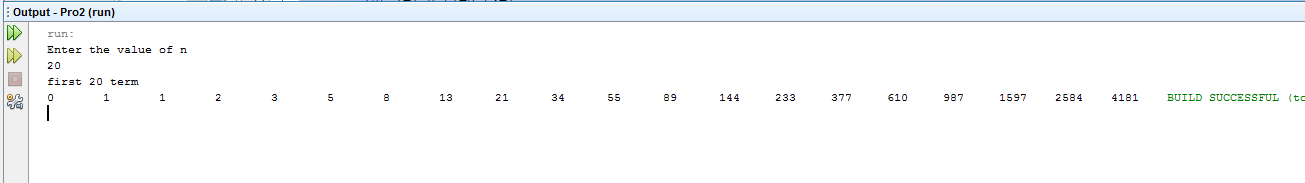 Output - Pro2 (run)
run:
Enter the value of n
20
first 20 term
0 1 1 2 3 5 8 13 21 34 55 89 144 233 377 610 987 1597 2584 4181 BUILD SUCCESSFUL (to